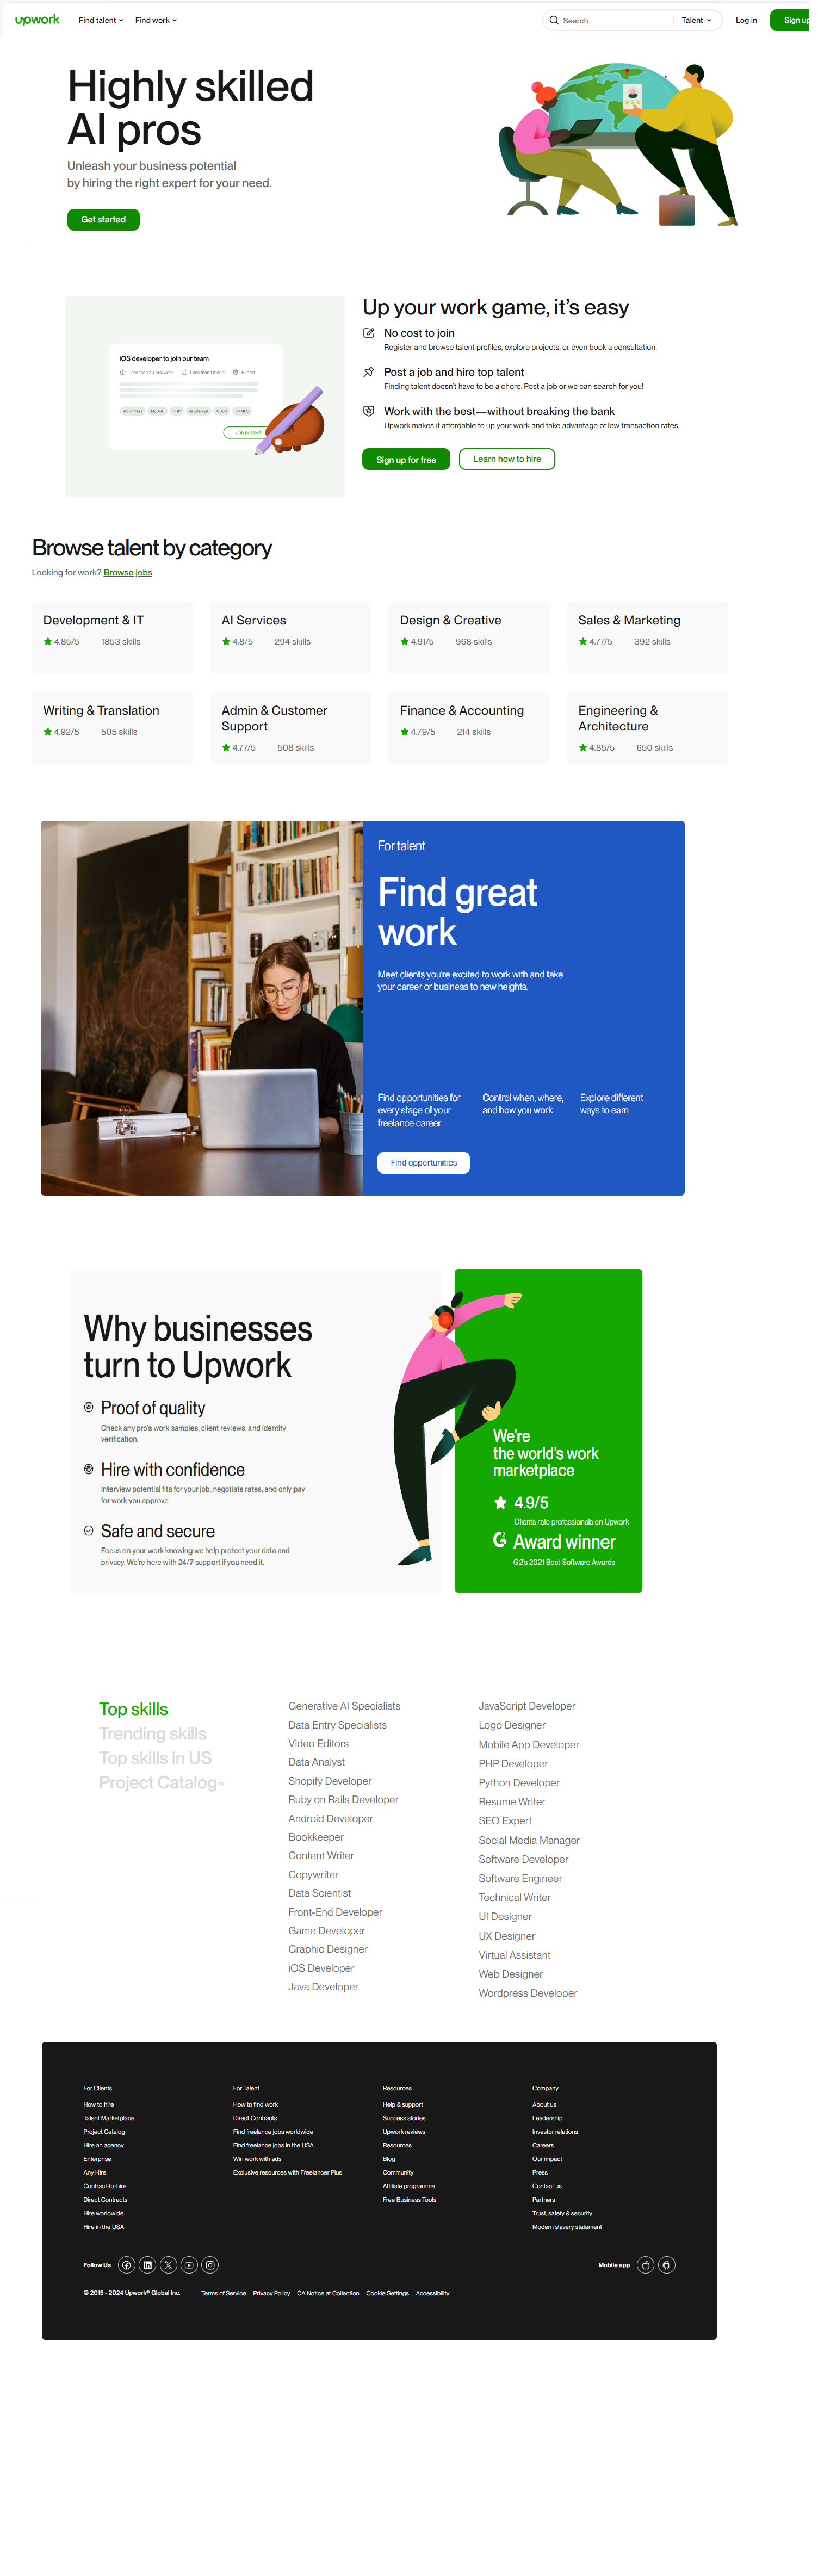 upwork
Find talent
Find work
Search
Talent
Log in
Sign up
Highly skilled
AI pros
Unleash your business potential
by hiring the right expert for your need.
Get started
iOS developer to join our team
Less than 20 hrs/week
Less than 1 month
Expert
WordPress
MySQL
PHP
JavaScript
CSS3
HTML5
Job posted!
Up your work game, it's easy
No cost to join
Register and browse talent profiles, explore projects, or even book a consultation.
Post a job and hire top talent
Finding talent doesn't have to be a chore. Post a job or we can search for you!
Work with the best—without breaking the bank
Upwork makes it affordable to up your work and take advantage of low transaction rates.
Sign up for free
Learn how to hire
Browse talent by category
Looking for work? Browse jobs
Development & IT
4.85/5 1853 skills
AI Services
4.8/5 294 skills
Design & Creative
4.91/5 968 skills
Sales & Marketing
4.77/5 392 skills
Writing & Translation
4.92/5 505 skills
Admin & Customer
Support
4.77/5 508 skills
Finance & Accounting
4.79/5 214 skills
Engineering &
Architecture
4.85/5 650 skills
For talent
Find great
work
Meet clients you're excited to work with and take
your career or business to new heights.
Find opportunities for
every stage of your
freelance career
Control when, where,
and how you work
Explore different
ways to earn
Find opportunities
Why businesses
turn to Upwork
Proof of quality
Check any pro's work samples, client reviews, and identity
verification.
Hire with confidence
Interview potential fits for your job, negotiate rates, and only pay
for work you approve.
Safe and secure
Focus on your work knowing we help protect your data and
privacy. We're here with 24/7 support if you need it.
We're
the world's work
marketplace
4.9/5
Clients rate professionals on Upwork
Award winner
G2's 2021 Best Software Awards
Top skills
Trending skills
Top skills in US
Project Catalog™
Generative AI Specialists
Data Entry Specialists
Video Editors
Data Analyst
Shopify Developer
Ruby on Rails Developer
Android Developer
Bookkeeper
Content Writer
Copywriter
Data Scientist
Front-End Developer
Game Developer
Graphic Designer
iOS Developer
Java Developer
JavaScript Developer
Logo Designer
Mobile App Developer
PHP Developer
Python Developer
Resume Writer
SEO Expert
Social Media Manager
Software Developer
Software Engineer
Technical Writer
UI Designer
UX Designer
Virtual Assistant
Web Designer
Wordpress Developer
For Clients
How to hire
Talent Marketplace
Project Catalog
Hire an agency
Enterprise
Any Hire
Contract-to-hire
Direct Contracts
Hire worldwide
Hire in the USA
For Talent
How to find work
Direct Contracts
Find freelance jobs worldwide
Find freelance jobs in the USA
Win work with ads
Exclusive resources with Freelancer Plus
Resources
Help & support
Success stories
Upwork reviews
Resources
Blog
Community
Affiliate programme
Free Business Tools
Company
About us
Leadership
Investor relations
Careers
Our impact
Press
Contact us
Partners
Trust, safety & security
Modern slavery statement
Follow Us
Mobile app
© 2015 - 2024 Upwork® Global Inc.
Terms of Service
Privacy Policy
CA Notice at Collection
Cookie Settings
Accessibility